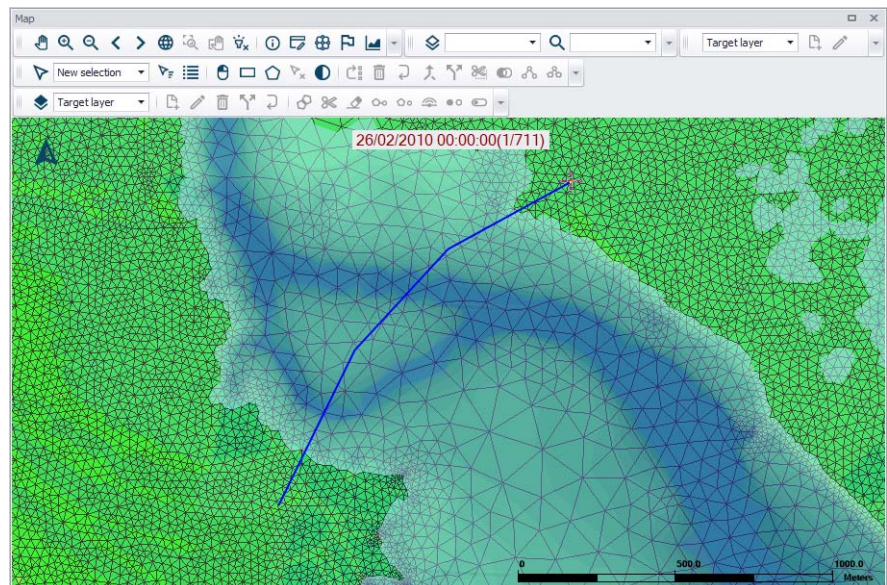 Map
Target layer
New selection
Target layer
26/02/2010 00:00:00(1/711)
0 500.0 1000.0
Meters